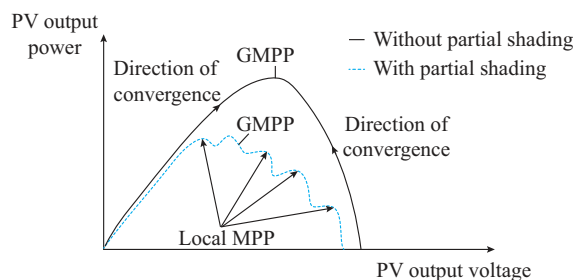 PV output
power
GMPP
Without partial shading
With partial shading
Direction of
convergence
GMPP
Direction of
convergence
Local MPP
PV output voltage